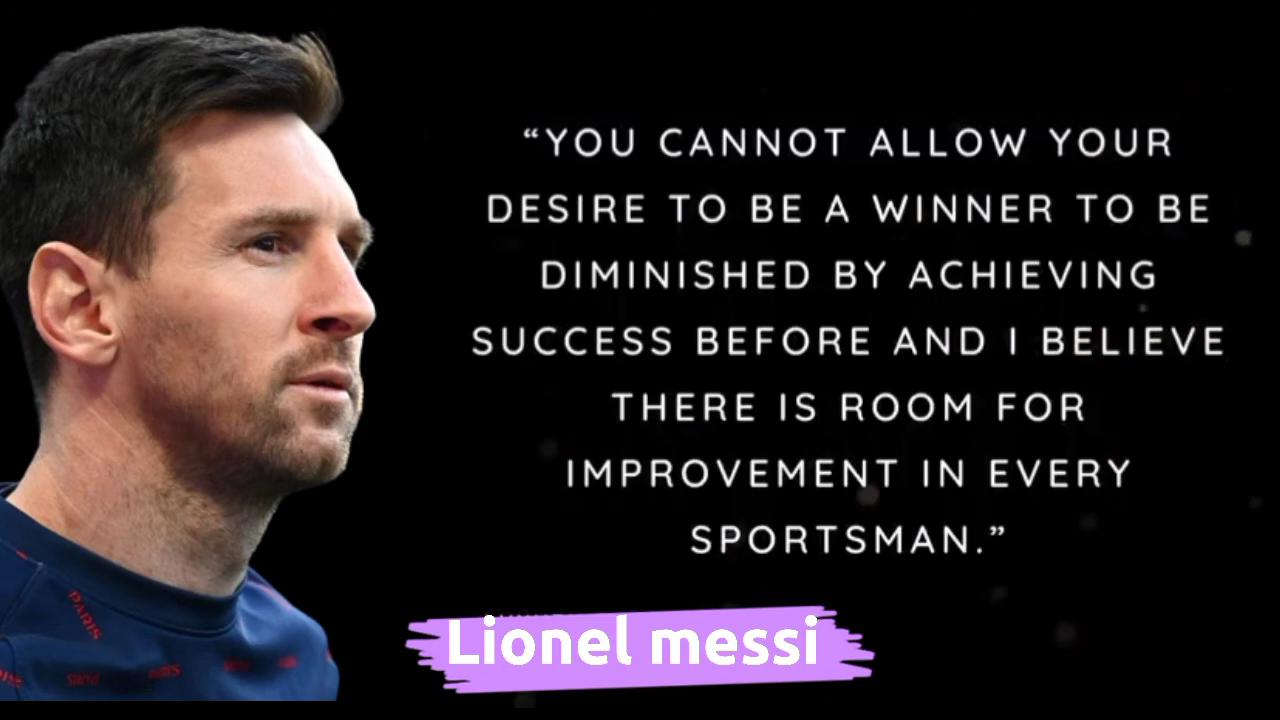 “YOU CANNOT ALLOW YOUR
DESIRE TO BE A WINNER TO BE
DIMINISHED BY ACHIEVING
SUCCESS BEFORE AND I BELIEVE
THERE IS ROOM FOR
IMPROVEMENT IN EVERY
SPORTSMAN.”
Lionel messi
PARIS